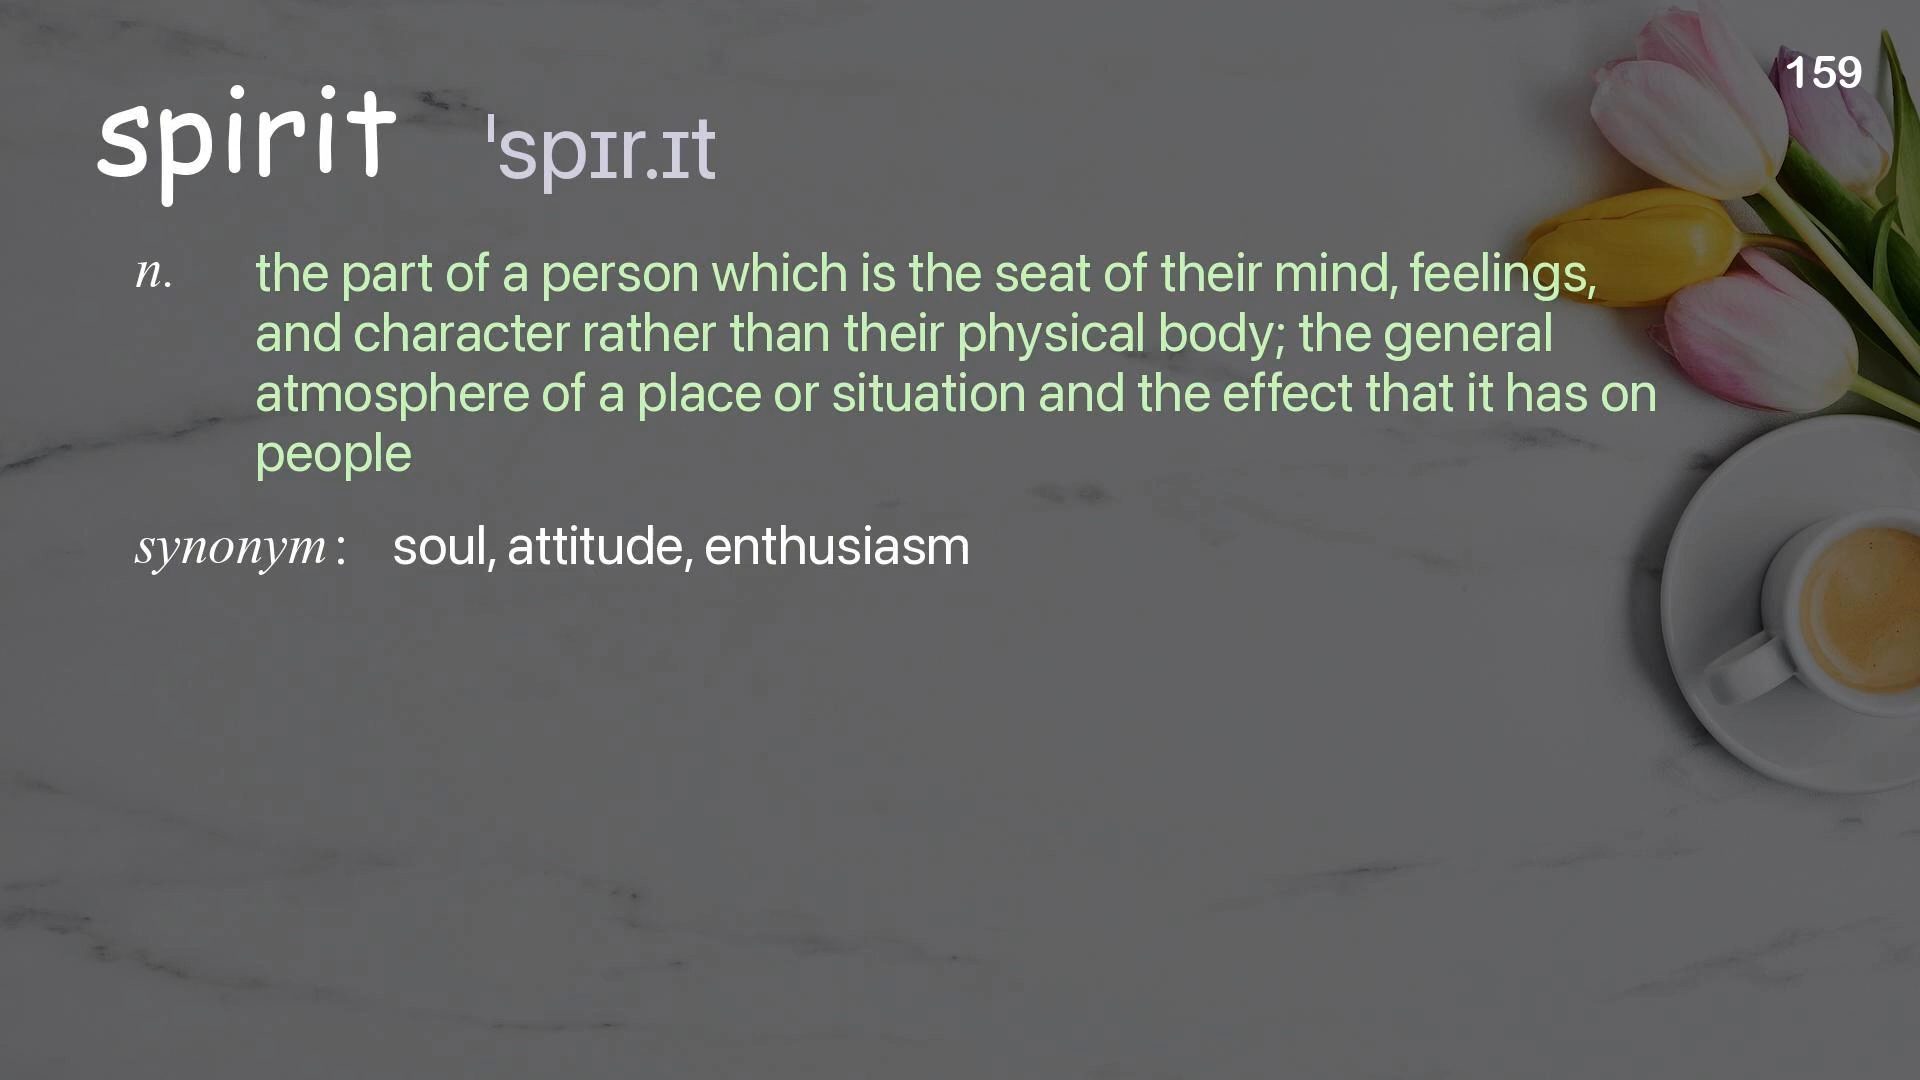 159
spirit ˈspɪr.ɪt
n. the part of a person which is the seat of their mind, feelings,
and character rather than their physical body; the general
atmosphere of a place or situation and the effect that it has on
people
synonym: soul, attitude, enthusiasm